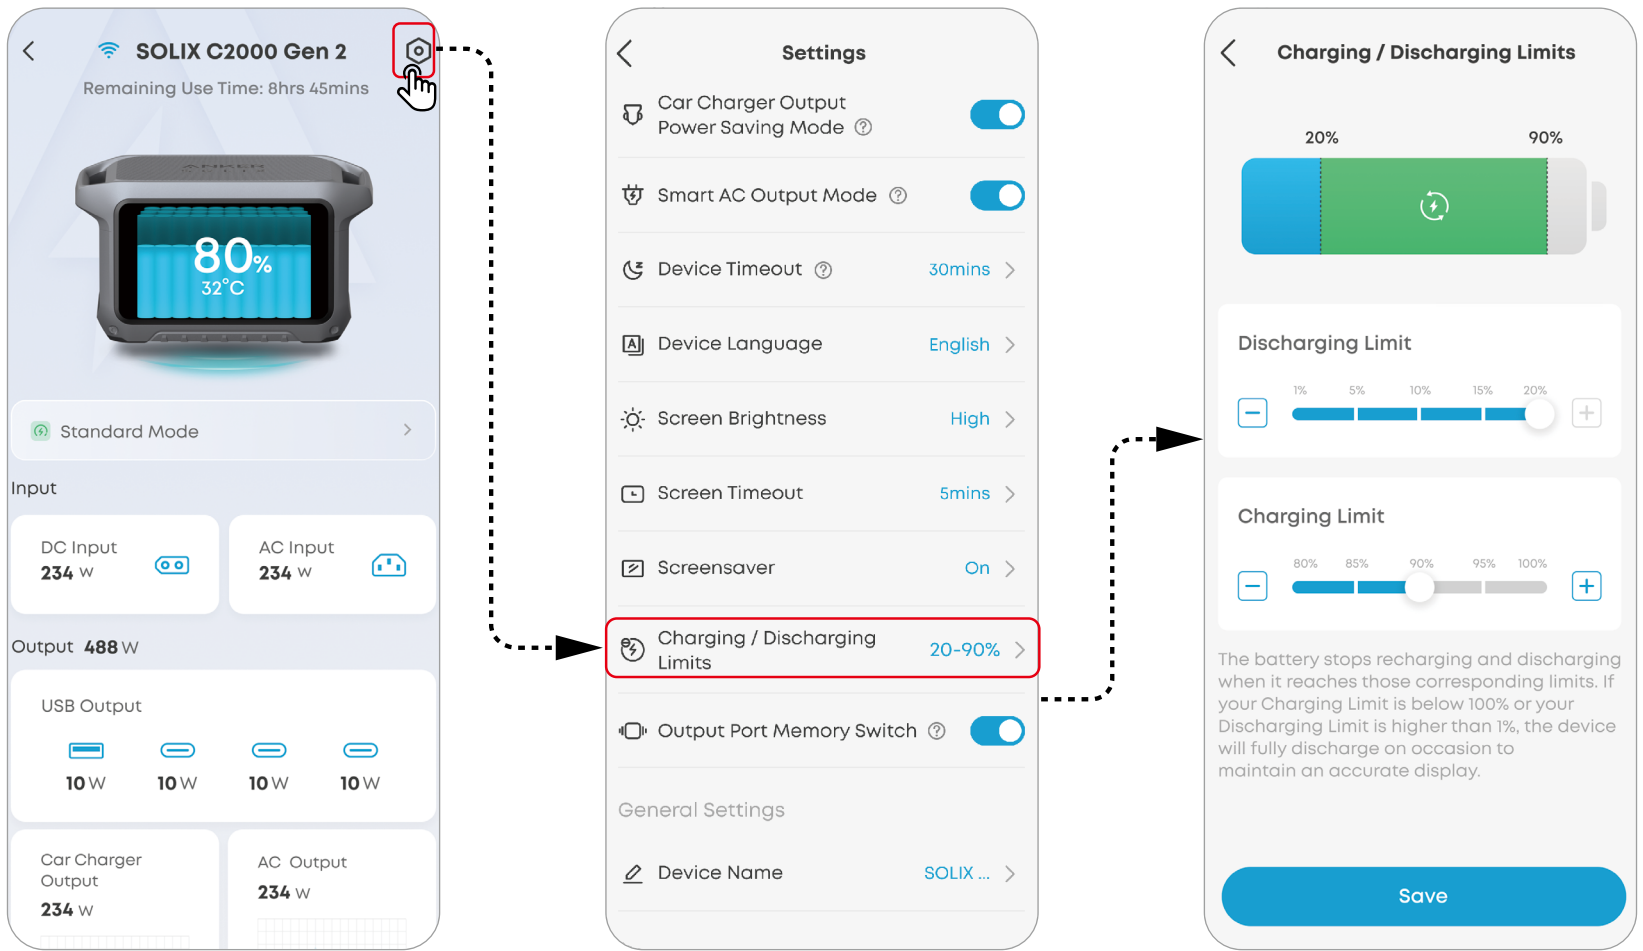 SOLIX C2000 Gen 2
Remaining Use Time: 8hrs 45mins
ANKER
80%
32°C
Standard Mode
Input
DC Input
234 W
AC Input
234 W
Output 488 W
USB Output
10 W 10 W 10 W 10 W
Car Charger
Output
234 W
AC Output
234 W
Settings
Car Charger Output
Power Saving Mode ?
Smart AC Output Mode ?
Device Timeout ? 30mins
Device Language English
Screen Brightness High
Screen Timeout 5mins
Screensaver On
Charging / Discharging
Limits 20-90%
Output Port Memory Switch ?
General Settings
Device Name SOLIX ...
Charging / Discharging Limits
20% 90%
Discharging Limit
1% 5% 10% 15% 20%
Charging Limit
80% 85% 90% 95% 100%
The battery stops recharging and discharging
when it reaches those corresponding limits. If
your Charging Limit is below 100% or your
Discharging Limit is higher than 1%, the device
will fully discharge on occasion to
maintain an accurate display.
Save